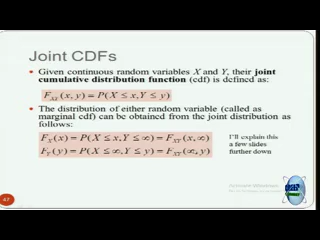 Joint CDFs
• Given continuous random variables X and Y, their joint
cumulative distribution function (cdf) is defined as:
F_XY(x, y) = P(X ≤ x, Y ≤ y)
• The distribution of either random variable (called as
marginal cdf) can be obtained from the joint distribution as
follows:
F_X(x) = P(X ≤ x, Y ≤ ∞) = F_XY(x, ∞)
F_Y(y) = P(X ≤ ∞, Y ≤ y) = F_XY(∞, y)
I'll explain this
a few slides
further down
47